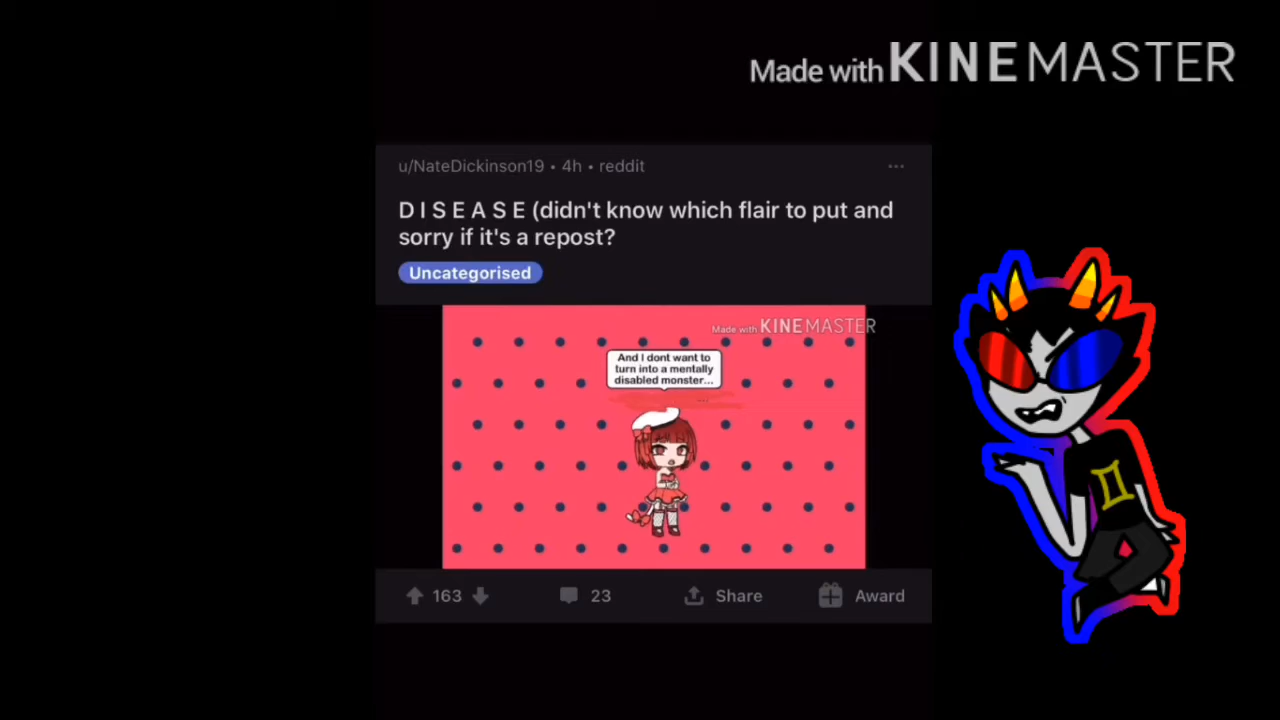 Made with KINEMASTER
u/NateDickinson19 • 4h • reddit
D I S E A S E (didn't know which flair to put and
sorry if it's a repost?
Uncategorised
Made with KINEMASTER
And I dont want to
turn into a mentally
disabled monster...
...
163
23
Share
Award